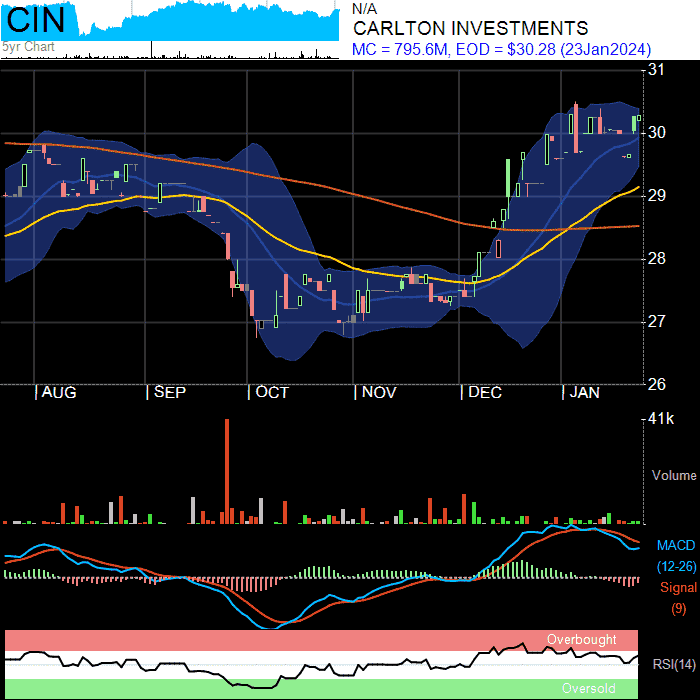 CIN
5yr Chart
N/A
CARLTON INVESTMENTS
MC = 795.6M, EOD = $30.28 (23Jan2024)
31
30
29
28
27
26
| AUG | SEP | OCT | NOV | DEC | JAN
41k
Volume
MACD
(12-26)
Signal
(9)
Overbought
RSI(14)
Oversold